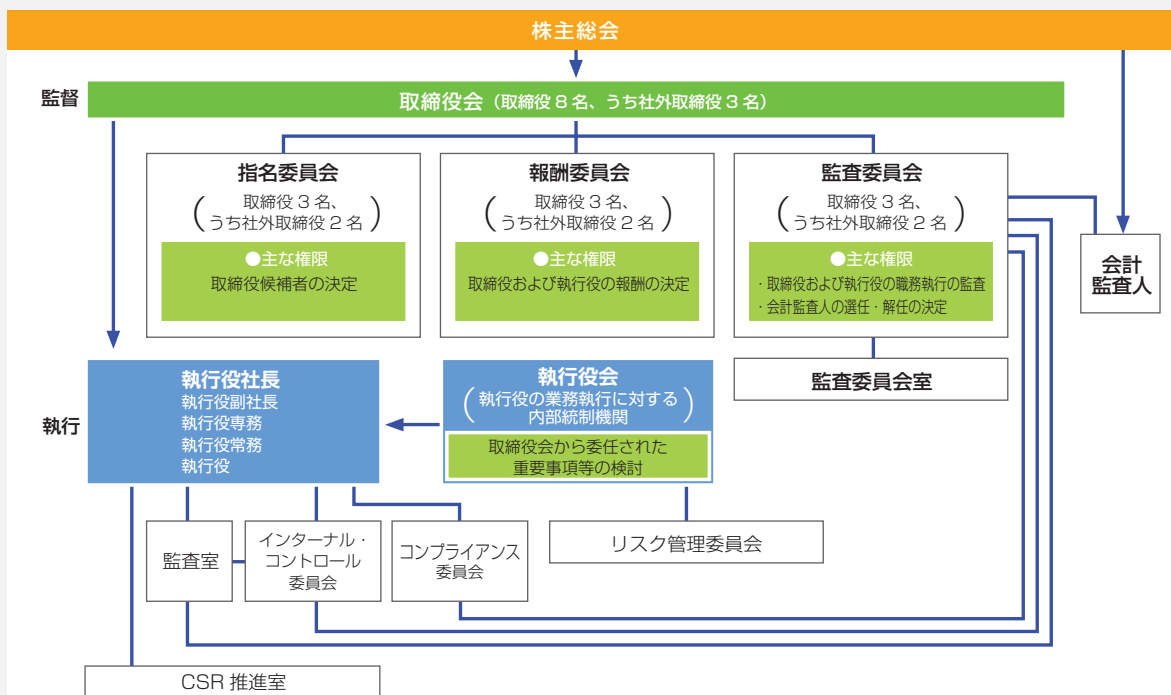 株主総会
監督
取締役会（取締役 8 名、うち社外取締役 3 名）
指名委員会
（取締役 3 名、
うち社外取締役 2 名）
●主な権限
取締役候補者の決定
報酬委員会
（取締役 3 名、
うち社外取締役 2 名）
●主な権限
取締役および執行役の報酬の決定
監査委員会
（取締役 3 名、
うち社外取締役 2 名）
●主な権限
・取締役および執行役の職務執行の監査
・会計監査人の選任・解任の決定
会計
監査人
監査委員会室
執行
執行役社長
執行役副社長
執行役専務
執行役常務
執行役
執行役会
（執行役の業務執行に対する
内部統制機関）
取締役会から委任された
重要事項等の検討
監査室
インターナル・
コントロール
委員会
コンプライアンス
委員会
リスク管理委員会
CSR 推進室